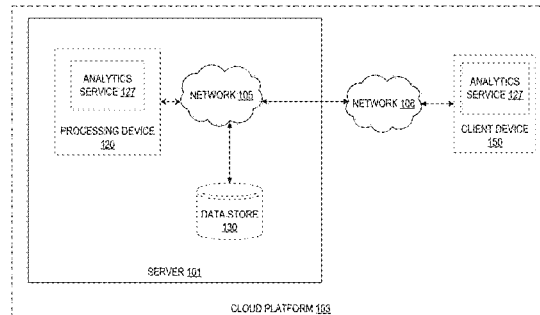 ANALYTICS
SERVICE 127
PROCESSING DEVICE
120
NETWORK 105
DATA STORE
130
SERVER 101
NETWORK 106
ANALYTICS
SERVICE 127
CLIENT DEVICE
150
CLOUD PLATFORM 103